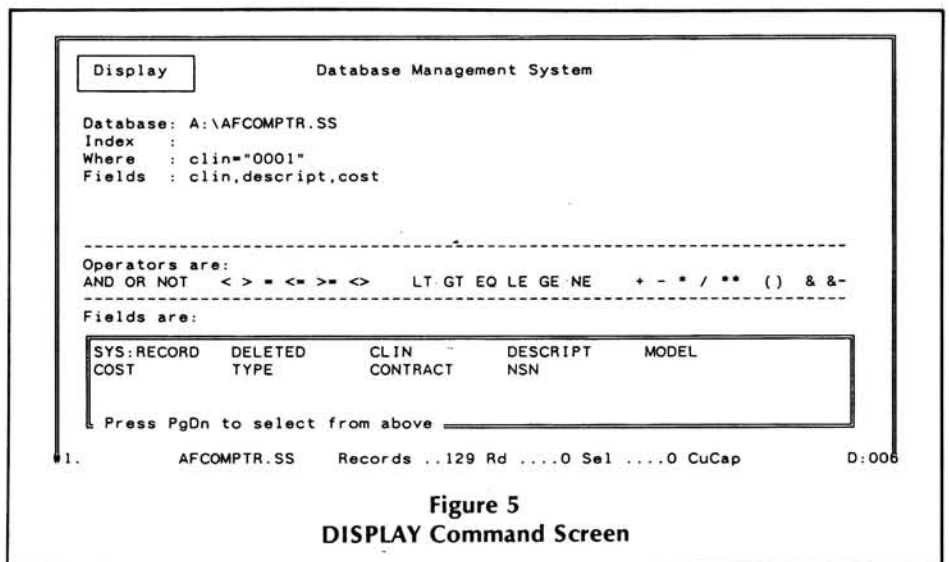 Display Database Management System
Database: A:\AFCOMPTR.SS
Index :
Where : clin="0001"
Fields : clin,descript,cost
Operators are:
AND OR NOT < > = <= >= <> LT GT EQ LE GE NE + - * / ** () & &-
Fields are:
SYS:RECORD DELETED CLIN DESCRIPT MODEL
COST TYPE CONTRACT NSN
Press PgDn to select from above
#1. AFCOMPTR.SS Records ..129 Rd ....0 Sel ....0 CuCap D:006
Figure 5
DISPLAY Command Screen